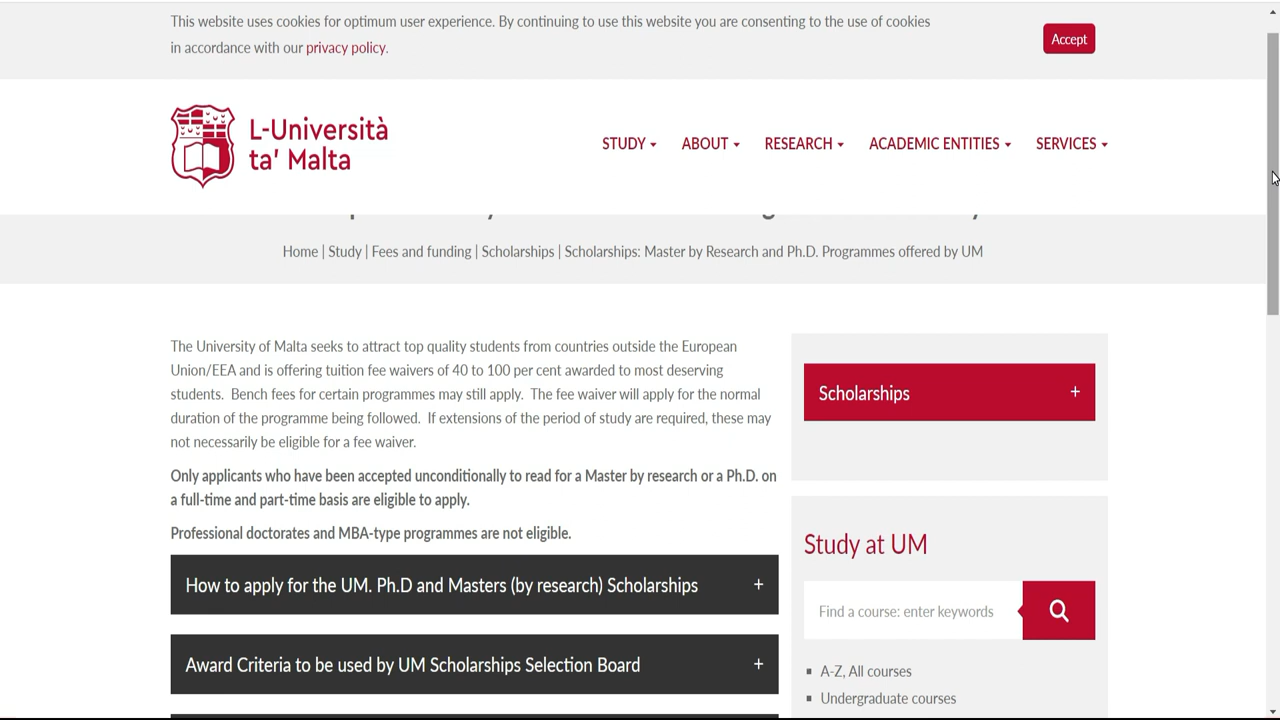 This website uses cookies for optimum user experience. By continuing to use this website you are consenting to the use of cookies
in accordance with our privacy policy.
Accept
L-Università
ta' Malta
STUDY
ABOUT
RESEARCH
ACADEMIC ENTITIES
SERVICES
Home | Study | Fees and funding | Scholarships | Scholarships: Master by Research and Ph.D. Programmes offered by UM
The University of Malta seeks to attract top quality students from countries outside the European
Union/EEA and is offering tuition fee waivers of 40 to 100 per cent awarded to most deserving
students. Bench fees for certain programmes may still apply. The fee waiver will apply for the normal
duration of the programme being followed. If extensions of the period of study are required, these may
not necessarily be eligible for a fee waiver.
Only applicants who have been accepted unconditionally to read for a Master by research or a Ph.D. on
a full-time and part-time basis are eligible to apply.
Professional doctorates and MBA-type programmes are not eligible.
How to apply for the UM. Ph.D and Masters (by research) Scholarships +
Award Criteria to be used by UM Scholarships Selection Board +
Scholarships +
Study at UM
Find a course: enter keywords
A-Z, All courses
Undergraduate courses